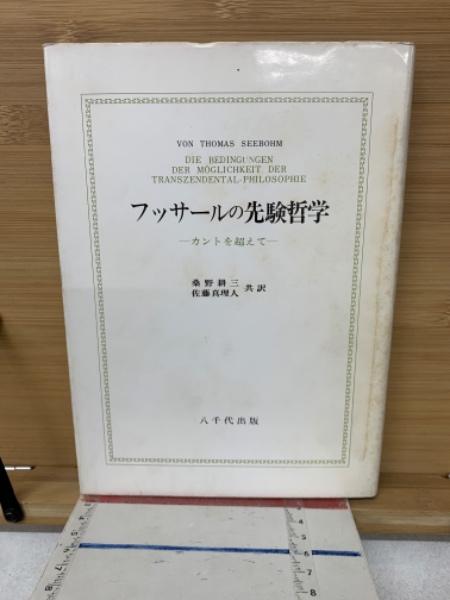 VON THOMAS SEEBOHM
DIE BEDINGUNGEN
DER MÖGLICHKEIT DER
TRANSZENDENTAL-PHILOSOPHIE
フッサールの先験哲学
―カントを超えて―
桑野耕三
佐藤真理人 共訳
八千代出版